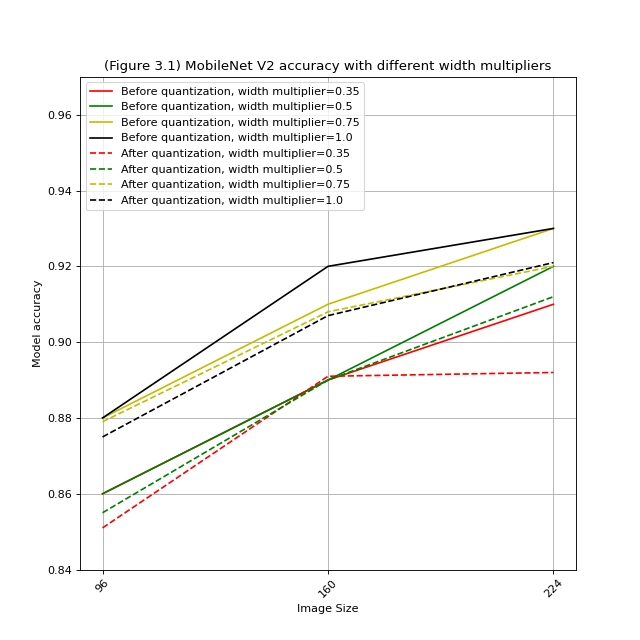 (Figure 3.1) MobileNet V2 accuracy with different width multipliers
Before quantization, width multiplier=0.35
Before quantization, width multiplier=0.5
Before quantization, width multiplier=0.75
Before quantization, width multiplier=1.0
After quantization, width multiplier=0.35
After quantization, width multiplier=0.5
After quantization, width multiplier=0.75
After quantization, width multiplier=1.0
0.96
0.94
0.92
0.90
0.88
0.86
0.84
Model accuracy
96
160
224
Image Size